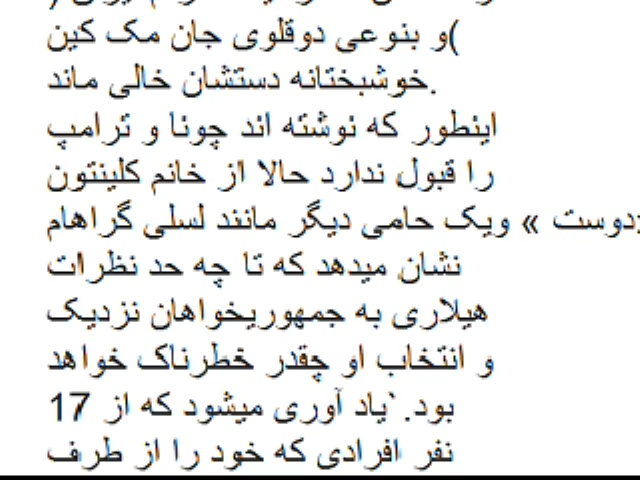 و بنوعی دوقلوی جان مک کین)
خوشبختانه دستشان خالی ماند.
اینطور که نوشته اند چونا و ترامپ
را قبول ندارد حالا از خانم کلینتون
دوست » ویک حامی دیگر مانند لسلی گراهام
نشان میدهد که تا چه حد نظرات
هیلاری به جمهوریخواهان نزدیک
و انتخاب او چقدر خطرناک خواهد
بود.`یاد آوری میشود که از 17
نفر افرادی که خود را از طرف